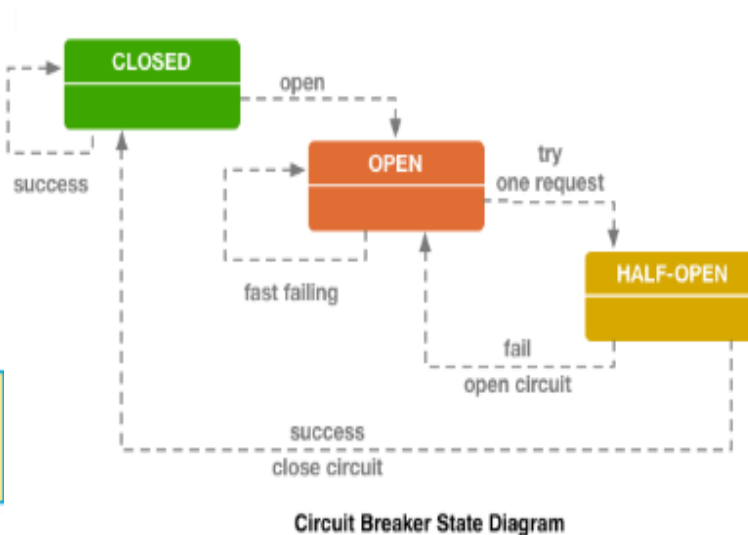 CLOSED
open
success
OPEN
try
one request
fast failing
HALF-OPEN
fail
open circuit
success
close circuit
Circuit Breaker State Diagram